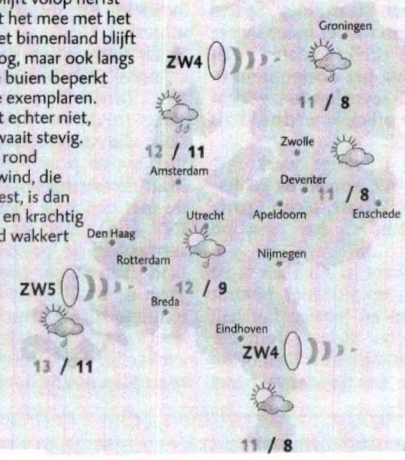 blijft volop herfst
t het mee met het
et binnenland blijft
og, maar ook langs
buien beperkt
exemplaren.
t echter niet,
waait stevig.
rond
wind, die
est, is dan
en krachtig
d wakkert
Groningen
ZW4
11 / 8
12 / 11
Amsterdam
Zwolle
Deventer
11 / 8
Apeldoorn
Enschede
Utrecht
Den Haag
Rotterdam
Nijmegen
12 / 9
ZW5
Breda
13 / 11
Eindhoven
ZW4
11 / 8